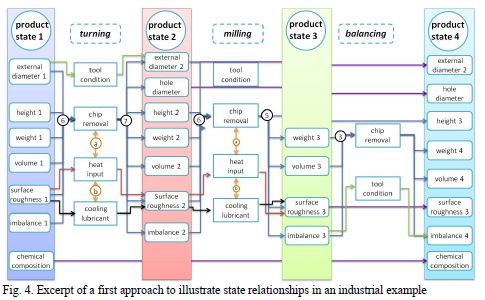 product state 1
turning
product state 2
milling
product state 3
balancing
product state 4
external diameter 1
tool condition
external diameter 2
tool condition
external diameter 2
hole diameter
hole diameter
height 1
6
chip removal
7
height 2
6
chip removal
5
height 3
weight 1
weight 2
weight 3
3
chip removal
weight 4
a
a
volume 1
heat input
volume 2
heat input
volume 3
volume 4
surface roughness 1
b
Surface roughness 2
tool condition
surface roughness 3
surface roughness 3
cooling lubricant
cooling lubricant
imbalance 1
imbalance 2
imbalance 3
imbalance 4
chemical composition
chemical composition
Fig. 4. Excerpt of a first approach to illustrate state relationships in an industrial example